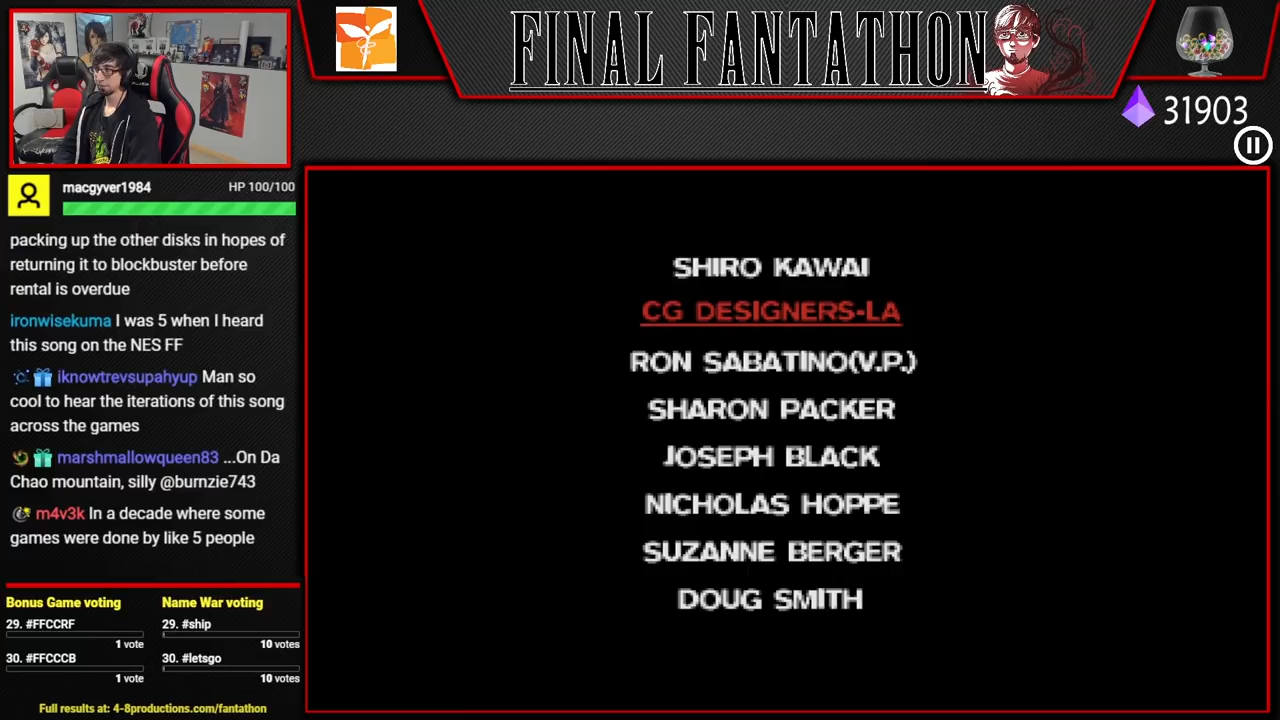 FINAL FANTATHON
31903
macgyver1984 HP 100/100
packing up the other disks in hopes of
returning it to blockbuster before
rental is overdue
ironwisekuma I was 5 when I heard
this song on the NES FF
iknowtrevsupahyup Man so
cool to hear the iterations of this song
across the games
marshmallowqueen83 ...On Da
Chao mountain, silly @burnzie743
m4v3k In a decade where some
games were done by like 5 people
Bonus Game voting
29. #FFCCRF
1 vote
30. #FFCCCB
1 vote
Name War voting
29. #ship
10 votes
30. #letsgo
10 votes
Full results at: 4-8productions.com/fantathon
SHIRO KAWAI
CG DESIGNERS-LA
RON SABATINO(V.P.)
SHARON PACKER
JOSEPH BLACK
NICHOLAS HOPPE
SUZANNE BERGER
DOUG SMITH